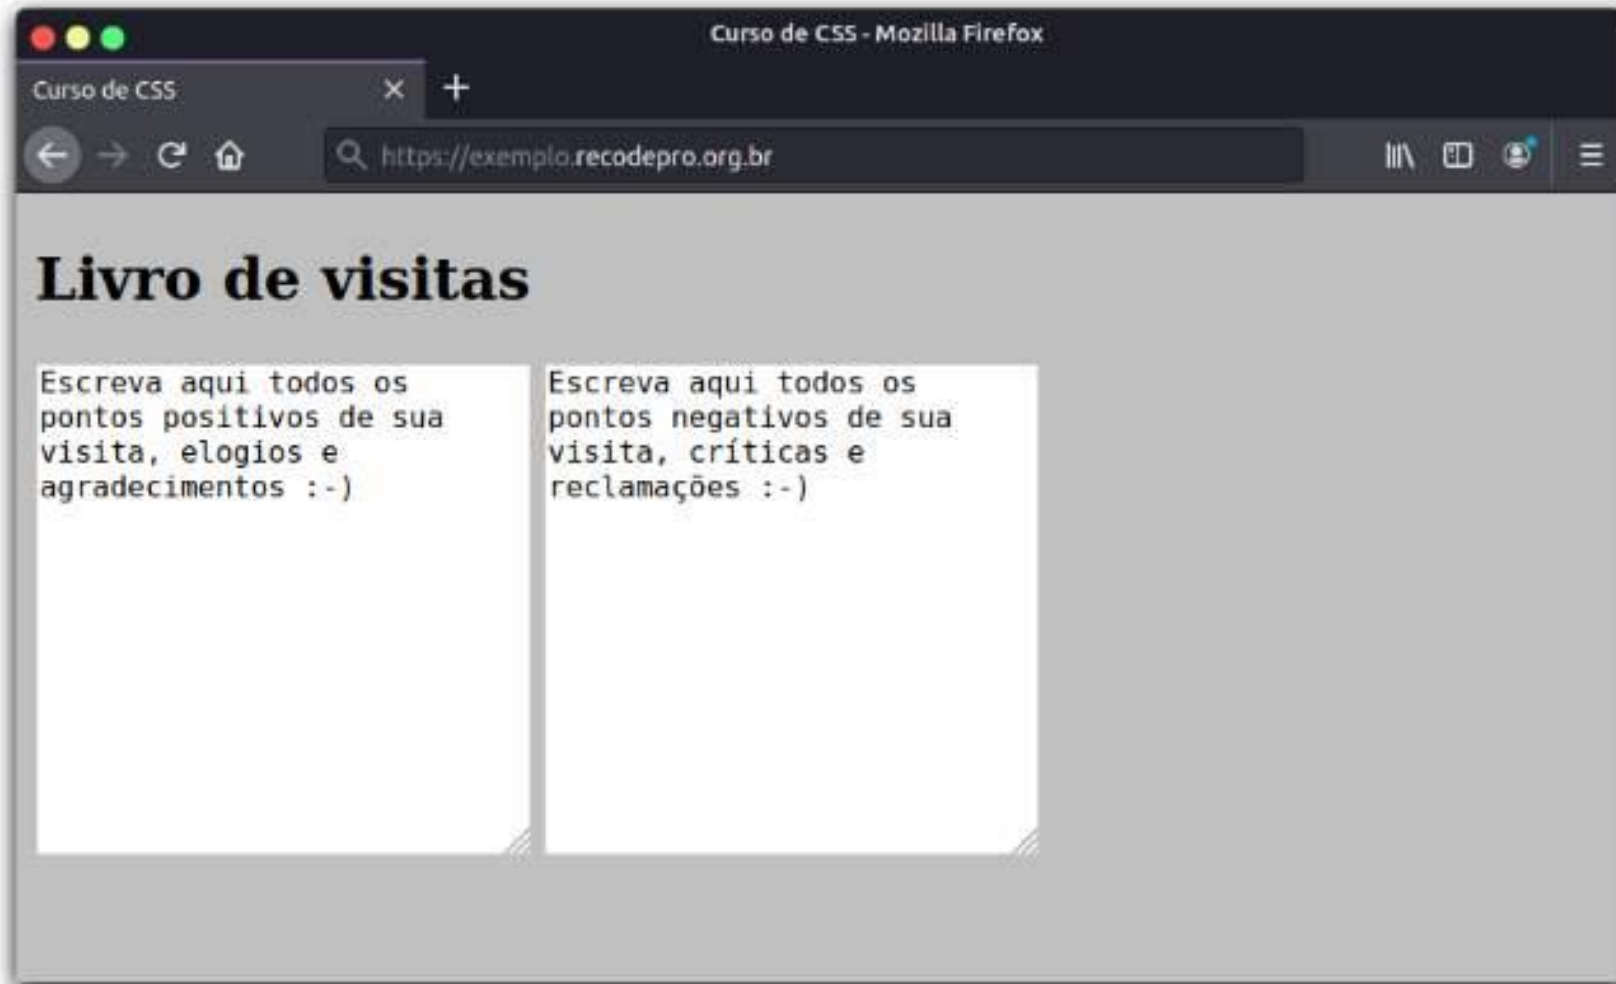 Curso de CSS - Mozilla Firefox
Curso de CSS
https://exemplo.recodepro.org.br
Livro de visitas
Escreva aqui todos os
pontos positivos de sua
visita, elogios e
agradecimentos :-)
Escreva aqui todos os
pontos negativos de sua
visita, críticas e
reclamações :-)